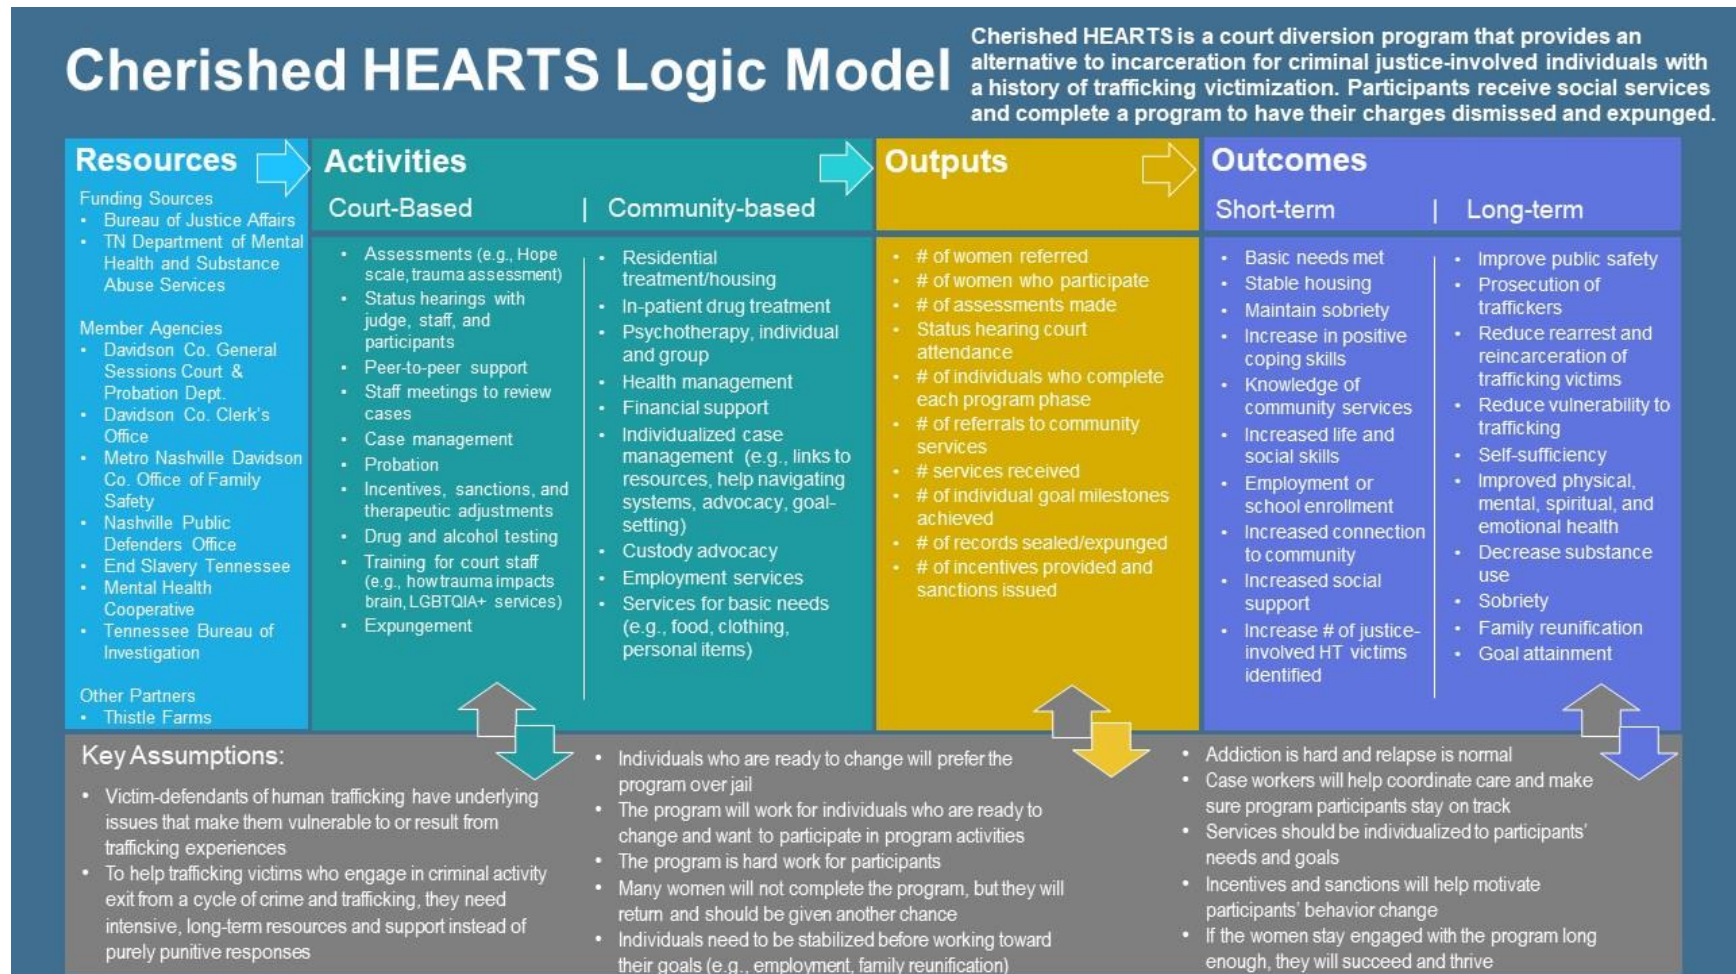 Cherished HEARTS Logic Model
Cherished HEARTS is a court diversion program that provides an
alternative to incarceration for criminal justice-involved individuals with
a history of trafficking victimization. Participants receive social services
and complete a program to have their charges dismissed and expunged.
Resources
Funding Sources
• Bureau of Justice Affairs
• TN Department of Mental
Health and Substance
Abuse Services
Member Agencies
• Davidson Co. General
Sessions Court &
Probation Dept.
• Davidson Co. Clerk's
Office
• Metro Nashville Davidson
Co. Office of Family
Safety
• Nashville Public
Defenders Office
• End Slavery Tennessee
• Mental Health
Cooperative
• Tennessee Bureau of
Investigation
Other Partners
• Thistle Farms
Activities
Court-Based | Community-based
• Assessments (e.g., Hope
scale, trauma assessment)
• Status hearings with
judge, staff, and
participants
• Peer-to-peer support
• Staff meetings to review
cases
• Case management
• Probation
• Incentives, sanctions, and
therapeutic adjustments
• Drug and alcohol testing
• Training for court staff
(e.g., how trauma impacts
brain, LGBTQIA+ services)
• Expungement
• Residential
treatment/housing
• In-patient drug treatment
• Psychotherapy, individual
and group
• Health management
• Financial support
• Individualized case
management (e.g., links to
resources, help navigating
systems, advocacy, goal-
setting)
• Custody advocacy
• Employment services
• Services for basic needs
(e.g., food, clothing,
personal items)
Outputs
• # of women referred
• # of women who participate
• # of assessments made
• Status hearing court
attendance
• # of individuals who complete
each program phase
• # of referrals to community
services
• # services received
• # of individual goal milestones
achieved
• # of records sealed/expunged
• # of incentives provided and
sanctions issued
Outcomes
Short-term | Long-term
• Basic needs met
• Stable housing
• Maintain sobriety
• Increase in positive
coping skills
• Knowledge of
community services
• Increased life and
social skills
• Employment or
school enrollment
• Increased connection
to community
• Increased social
support
• Increase # of justice-
involved HT victims
identified
• Improve public safety
• Prosecution of
traffickers
• Reduce rearrest and
reincarceration of
trafficking victims
• Reduce vulnerability to
trafficking
• Self-sufficiency
• Improved physical,
mental, spiritual, and
emotional health
• Decrease substance
use
• Sobriety
• Family reunification
• Goal attainment
Key Assumptions:
• Victim-defendants of human trafficking have underlying
issues that make them vulnerable to or result from
trafficking experiences
• To help trafficking victims who engage in criminal activity
exit from a cycle of crime and trafficking, they need
intensive, long-term resources and support instead of
purely punitive responses
• Individuals who are ready to change will prefer the
program over jail
• The program will work for individuals who are ready to
change and want to participate in program activities
• The program is hard work for participants
• Many women will not complete the program, but they will
return and should be given another chance
• Individuals need to be stabilized before working toward
their goals (e.g., employment, family reunification)
• Addiction is hard and relapse is normal
• Case workers will help coordinate care and make
sure program participants stay on track
• Services should be individualized to participants'
needs and goals
• Incentives and sanctions will help motivate
participants' behavior change
• If the women stay engaged with the program long
enough, they will succeed and thrive